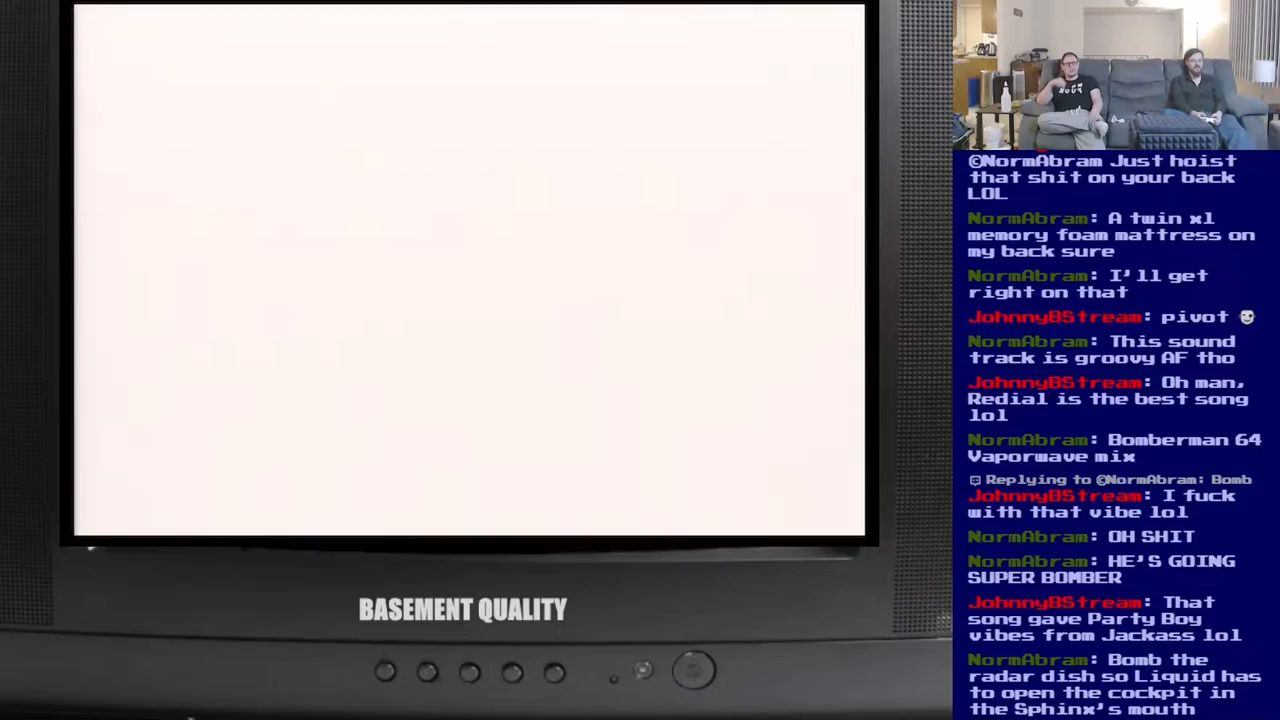 @NormAbram Just hoist
that shit on your back
LOL
NormAbram: A twin xl
memory foam mattress on
my back sure
NormAbram: I'll get
right on that
JohnnyBStream: pivot
NormAbram: This sound
track is groovy AF tho
JohnnyBStream: Oh man,
Redial is the best song
lol
NormAbram: Bomberman 64
Vaporwave mix
Replying to @NormAbram: Bomb
JohnnyBStream: I fuck
with that vibe lol
NormAbram: OH SHIT
NormAbram: HE'S GOING
SUPER BOMBER
JohnnyBStream: That
song gave Party Boy
vibes from Jackass lol
NormAbram: Bomb the
radar dish so Liquid has
to open the cockpit in
the Sphinx's mouth
BASEMENT QUALITY